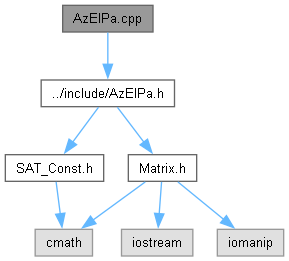 AzElPa.cpp
../include/AzElPa.h
SAT_Const.h
Matrix.h
cmath
iostream
iomanip